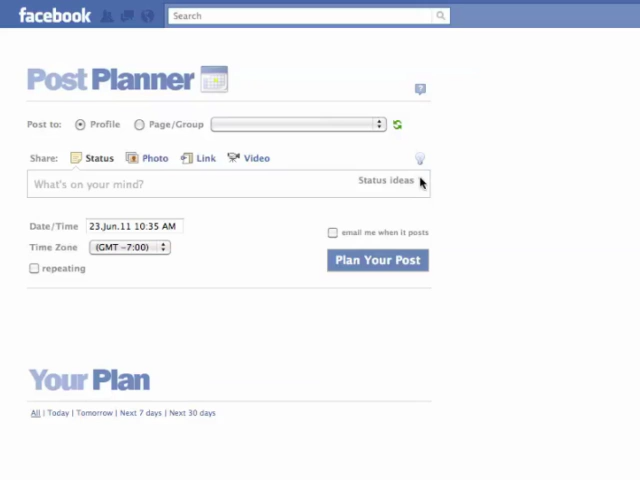 facebook
Search
Post Planner
?
Post to: Profile Page/Group
Share: Status Photo Link Video
What's on your mind?
Status ideas
Date/Time 23.Jun.11 10:35 AM
email me when it posts
Time Zone (GMT -7:00)
Plan Your Post
repeating
Your Plan
All | Today | Tomorrow | Next 7 days | Next 30 days